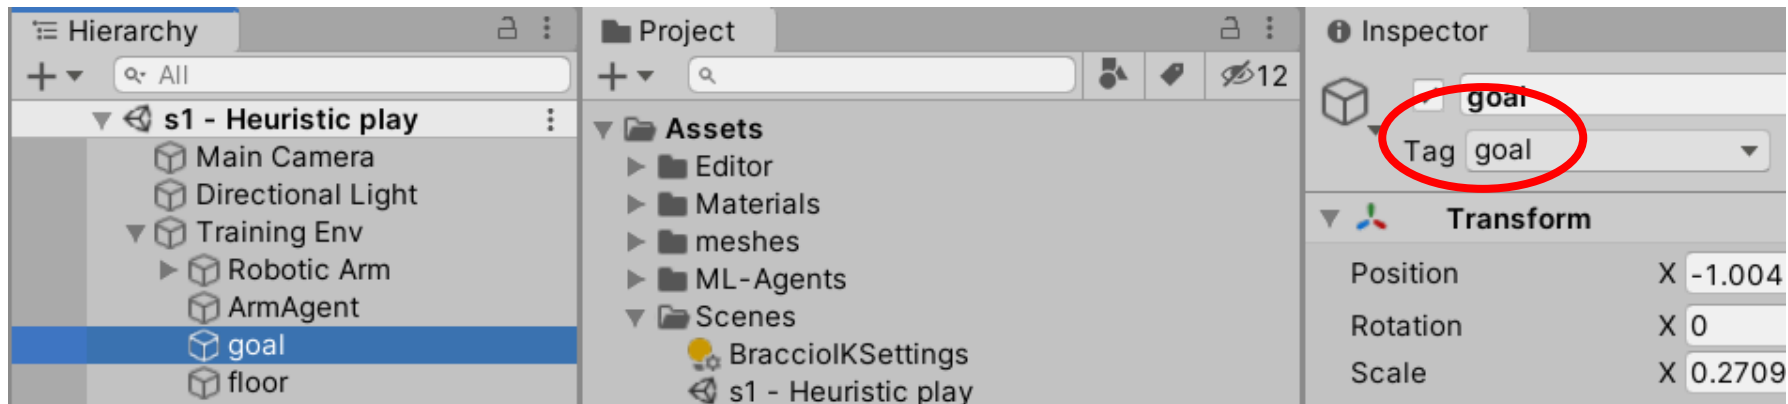 Hierarchy
All
s1 - Heuristic play
Main Camera
Directional Light
Training Env
Robotic Arm
ArmAgent
goal
floor
Project
12
Assets
Editor
Materials
meshes
ML-Agents
Scenes
BraccioIKSettings
s1 - Heuristic play
Inspector
goal
Tag goal
Transform
Position X -1.004
Rotation X 0
Scale X 0.2709